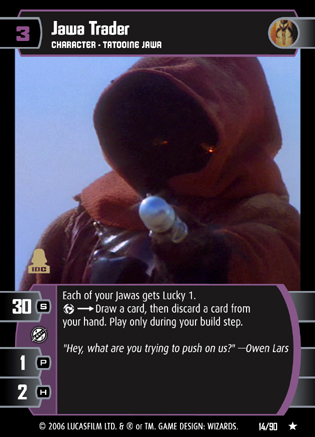 3
Jawa Trader
CHARACTER • TATOOINE JAWA
IDC
30 S
Each of your Jawas gets Lucky 1.
→ Draw a card, then discard a card from
your hand. Play only during your build step.
"Hey, what are you trying to push on us?" —Owen Lars
1 P
2 H
© 2006 LUCASFILM LTD. & ® or TM. GAME DESIGN: WIZARDS. 14/90 ★